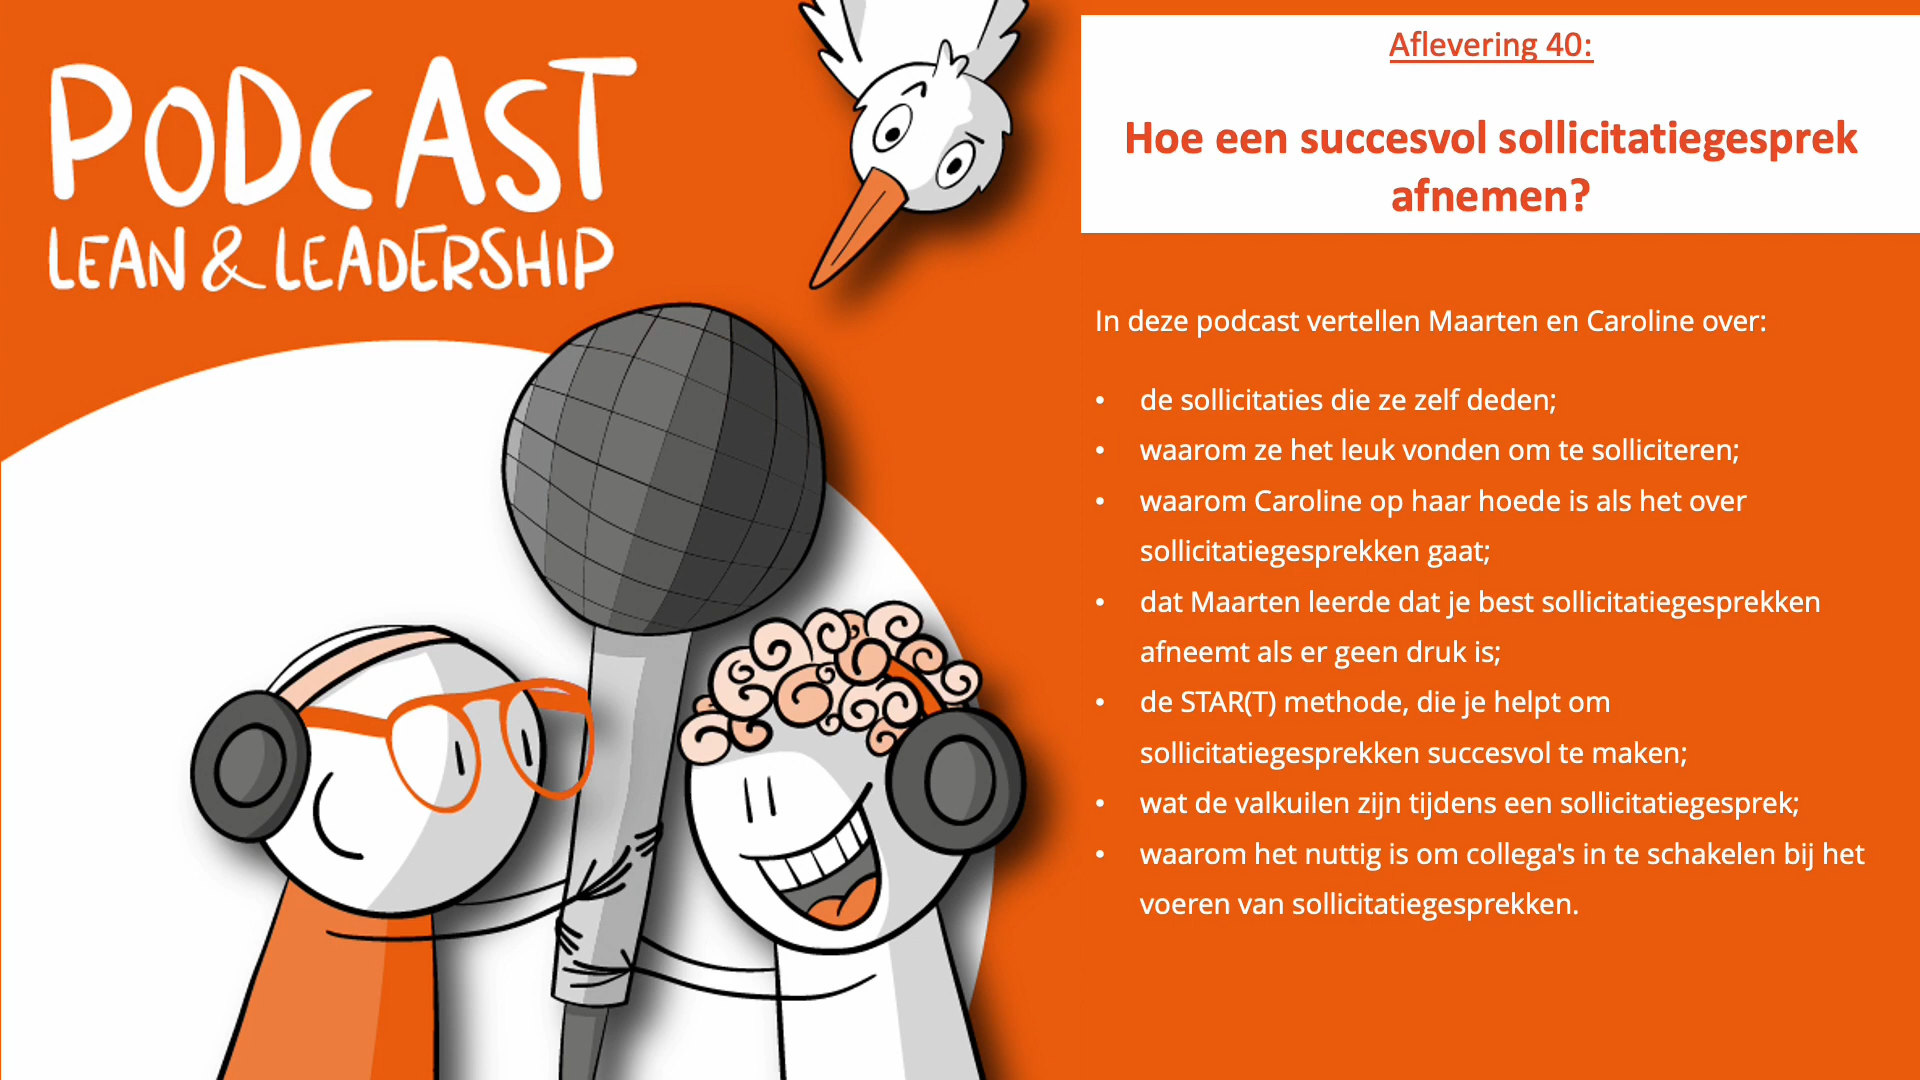 PODCAST
LEAN & LEADERSHIP
Aflevering 40:
Hoe een succesvol sollicitatiegesprek
afnemen?
In deze podcast vertellen Maarten en Caroline over:
• de sollicitaties die ze zelf deden;
• waarom ze het leuk vonden om te solliciteren;
• waarom Caroline op haar hoede is als het over
sollicitatiegesprekken gaat;
• dat Maarten leerde dat je best sollicitatiegesprekken
afneemt als er geen druk is;
• de STAR(T) methode, die je helpt om
sollicitatiegesprekken succesvol te maken;
• wat de valkuilen zijn tijdens een sollicitatiegesprek;
• waarom het nuttig is om collega's in te schakelen bij het
voeren van sollicitatiegesprekken.